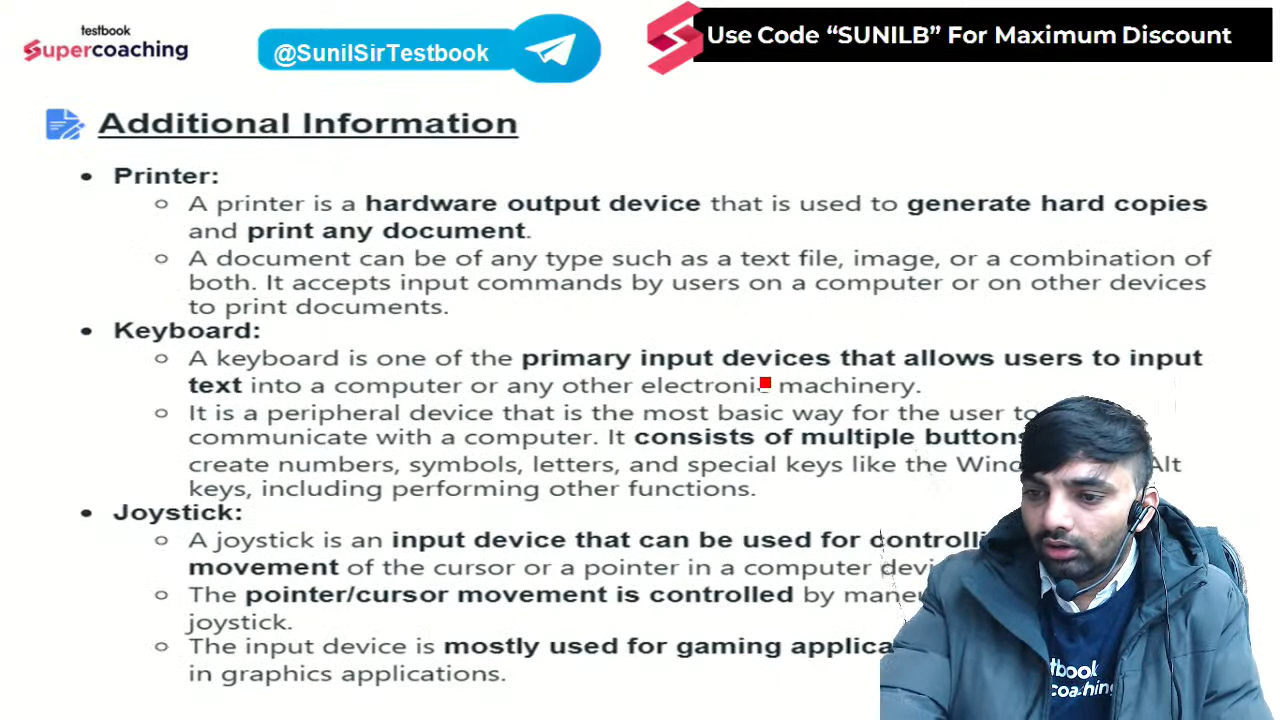 testbook
Supercoaching
@SunilSirTestbook
Use Code “SUNILB” For Maximum Discount
Additional Information
• Printer:
○ A printer is a hardware output device that is used to generate hard copies
and print any document.
○ A document can be of any type such as a text file, image, or a combination of
both. It accepts input commands by users on a computer or on other devices
to print documents.
• Keyboard:
○ A keyboard is one of the primary input devices that allows users to input
text into a computer or any other electronic machinery.
○ It is a peripheral device that is the most basic way for the user to
communicate with a computer. It consists of multiple buttons
create numbers, symbols, letters, and special keys like the Alt
keys, including performing other functions.
• Joystick:
○ A joystick is an input device that can be used for
movement of the cursor or a pointer in a computer
○ The pointer/cursor movement is controlled by
joystick.
○ The input device is mostly used for gaming
in graphics applications.